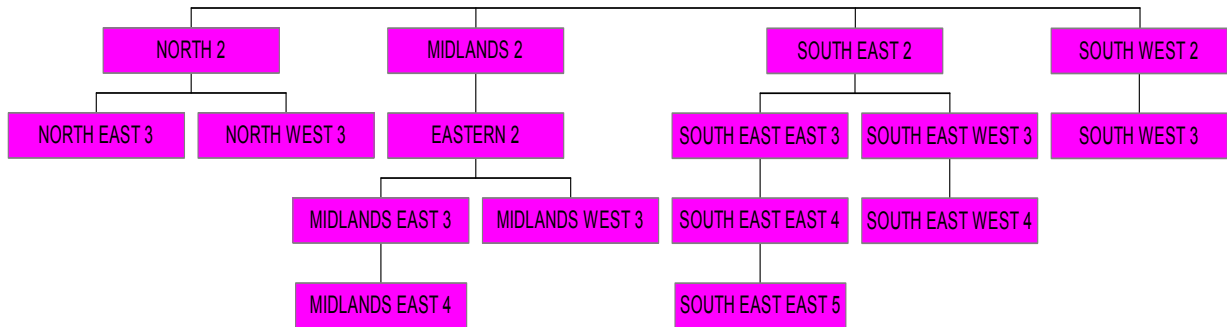 NORTH 2
MIDLANDS 2
SOUTH EAST 2
SOUTH WEST 2
NORTH EAST 3
NORTH WEST 3
EASTERN 2
SOUTH EAST EAST 3
SOUTH EAST WEST 3
SOUTH WEST 3
MIDLANDS EAST 3
MIDLANDS WEST 3
SOUTH EAST EAST 4
SOUTH EAST WEST 4
MIDLANDS EAST 4
SOUTH EAST EAST 5